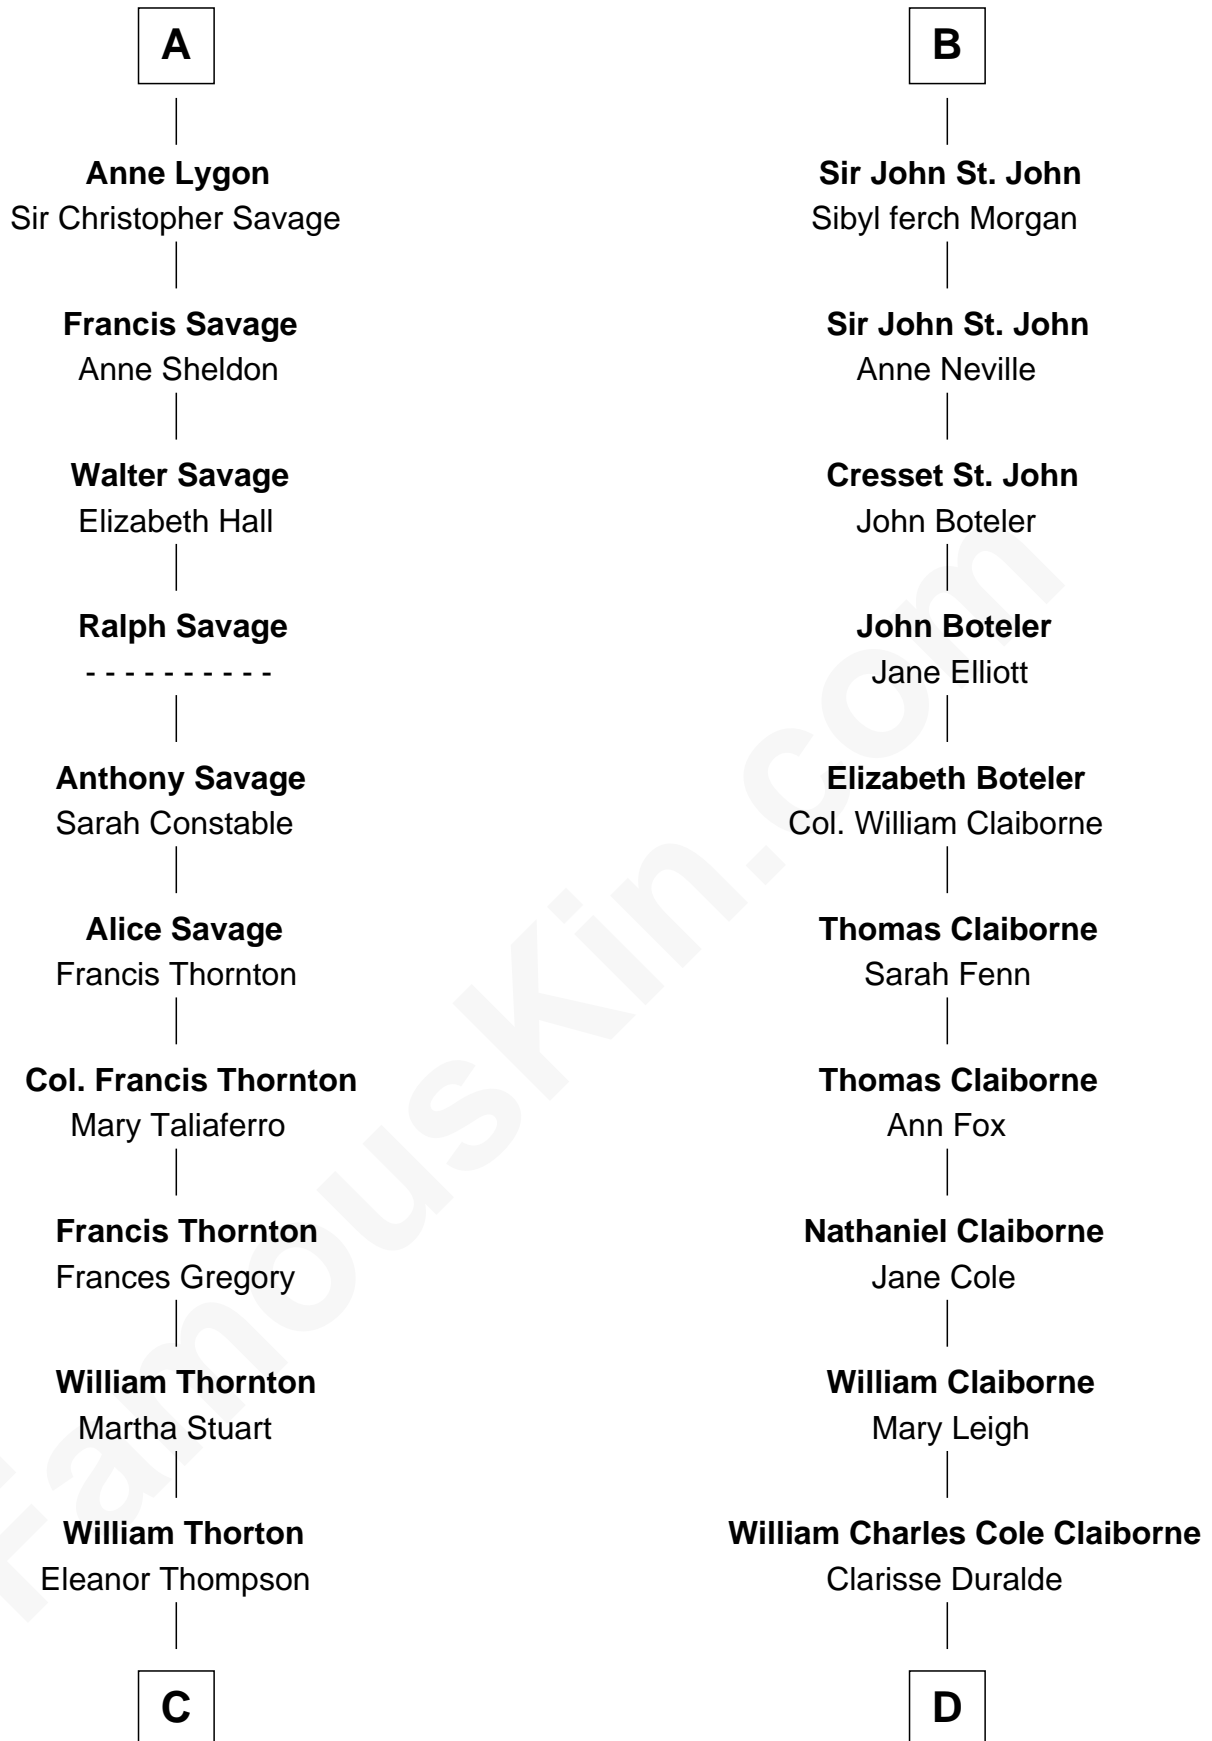 A
Anne Lygon
Sir Christopher Savage
Francis Savage
Anne Sheldon
Walter Savage
Elizabeth Hall
Ralph Savage
- - - - - - - - - -
Anthony Savage
Sarah Constable
Alice Savage
Francis Thornton
Col. Francis Thornton
Mary Taliaferro
Francis Thornton
Frances Gregory
William Thornton
Martha Stuart
William Thorton
Eleanor Thompson
C
B
Sir John St. John
Sibyl ferch Morgan
Sir John St. John
Anne Neville
Cresset St. John
John Boteler
John Boteler
Jane Elliott
Elizabeth Boteler
Col. William Claiborne
Thomas Claiborne
Sarah Fenn
Thomas Claiborne
Ann Fox
Nathaniel Claiborne
Jane Cole
William Claiborne
Mary Leigh
William Charles Cole Claiborne
Clarisse Duralde
D
FamousKin.com